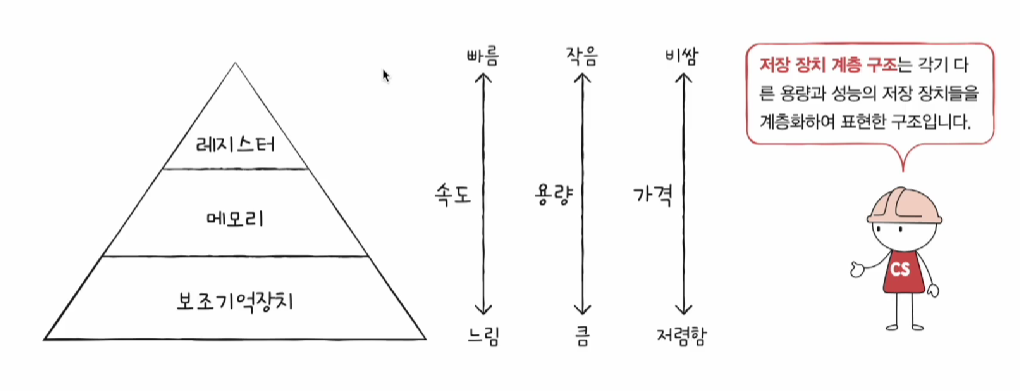 빠름
작음
비쌈
저장 장치 계층 구조는 각기 다
른 용량과 성능의 저장 장치들을
계층화하여 표현한 구조입니다.
레지스터
메모리
보조기억장치
속도
용량
가격
느림
큼
저렴함
CS